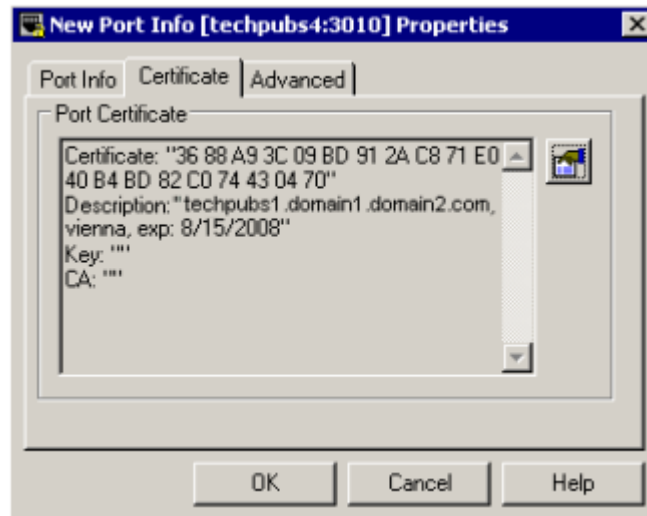 New Port Info [techpubs4:3010] Properties
Port Info Certificate Advanced
Port Certificate
Certificate: "36 88 A9 3C 09 BD 91 2A C8 71 E0
40 B4 BD 82 C0 74 43 04 70"
Description:"techpubs1.domain1.domain2.com,
vienna, exp: 8/15/2008"
Key: ""
CA: ""
OK Cancel Help